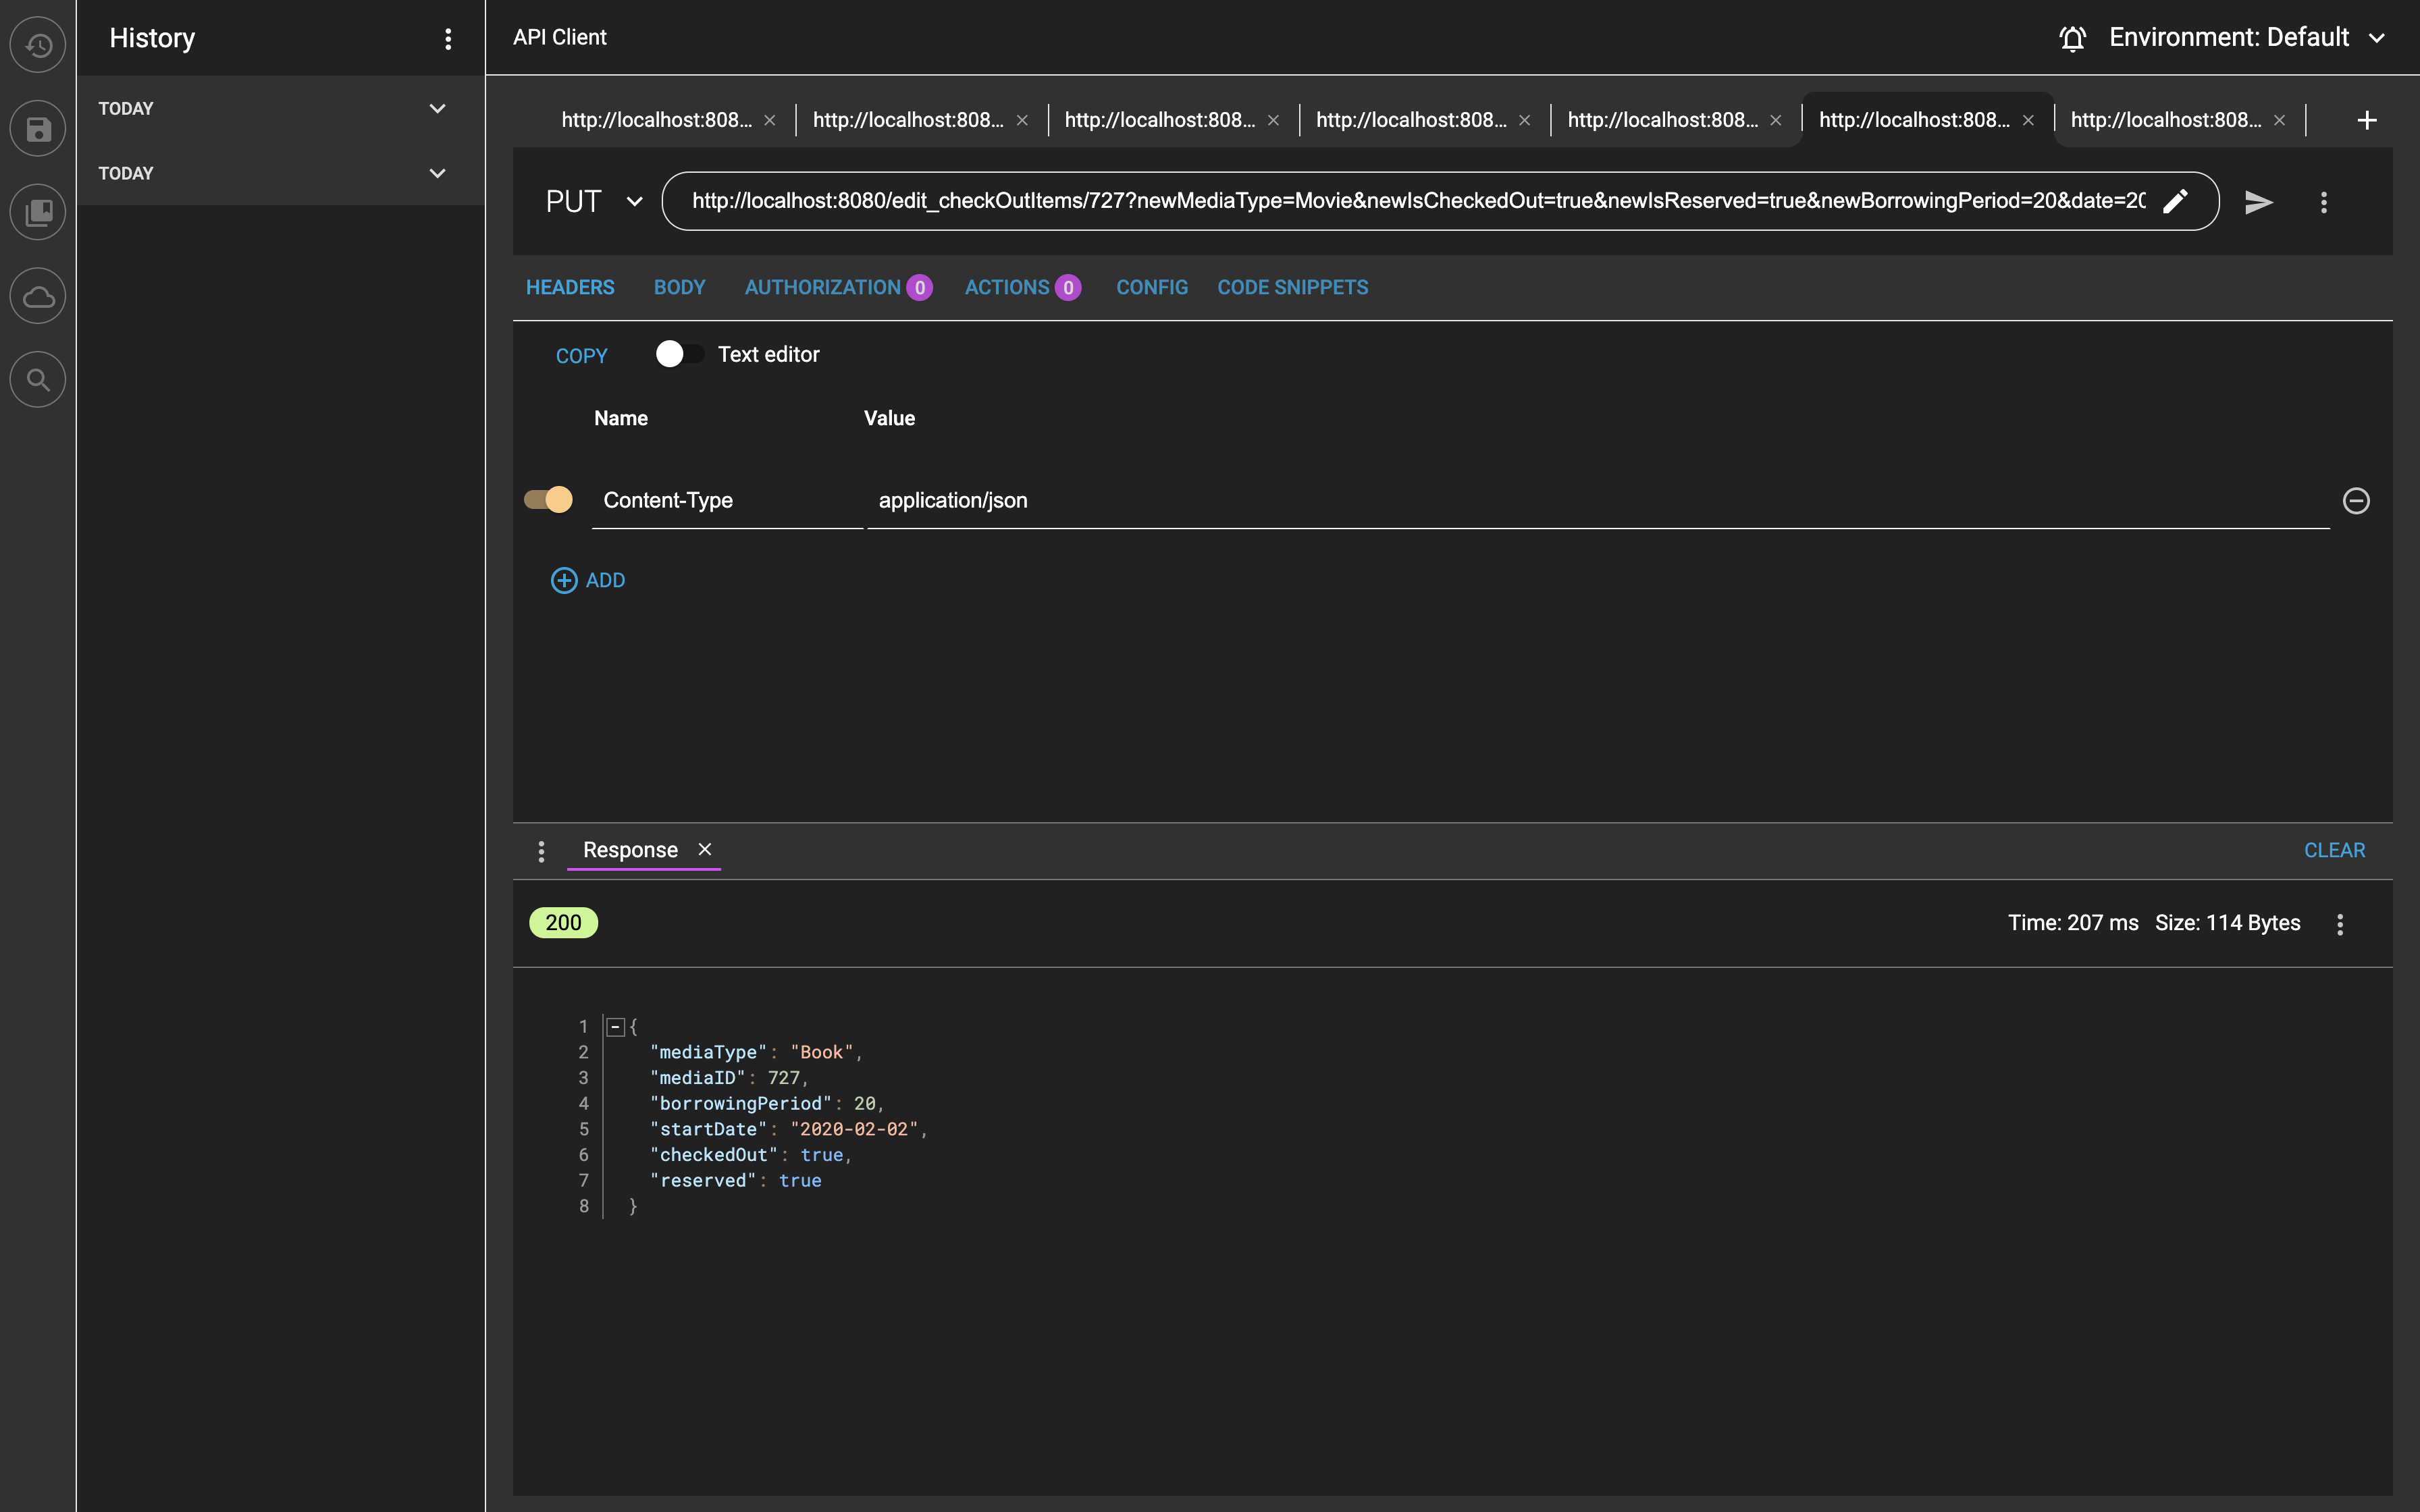 History
API Client
Environment: Default
TODAY
TODAY
http://localhost:808...
http://localhost:808...
http://localhost:808...
http://localhost:808...
http://localhost:808...
http://localhost:808...
http://localhost:808...
PUT
http://localhost:8080/edit_checkOutItems/727?newMediaType=Movie&newIsCheckedOut=true&newIsReserved=true&newBorrowingPeriod=20&date=20
HEADERS BODY AUTHORIZATION 0 ACTIONS 0 CONFIG CODE SNIPPETS
COPY Text editor
Name Value
Content-Type application/json
ADD
Response CLEAR
200 Time: 207 ms Size: 114 Bytes
1 {
2 "mediaType": "Book",
3 "mediaID": 727,
4 "borrowingPeriod": 20,
5 "startDate": "2020-02-02",
6 "checkedOut": true,
7 "reserved": true
8 }